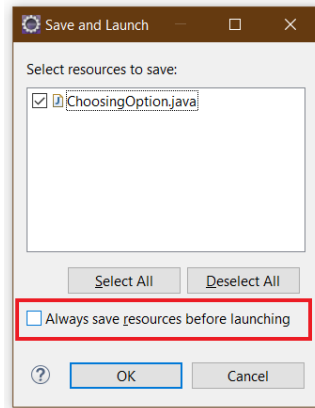 Save and Launch
Select resources to save:
ChoosingOption.java
Select All
Deselect All
Always save resources before launching
?
OK
Cancel